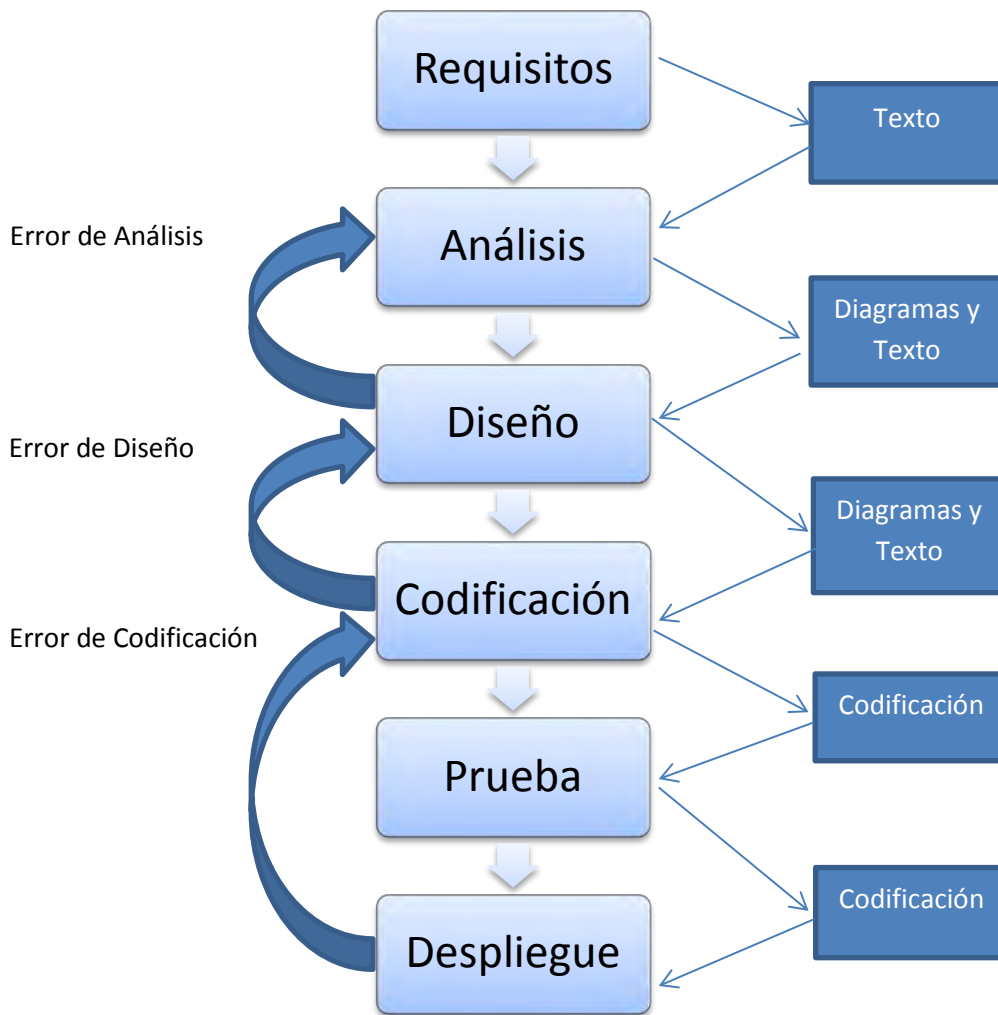 Requisitos
Texto
Error de Análisis
Análisis
Diagramas y
Texto
Diseño
Error de Diseño
Diagramas y
Texto
Codificación
Error de Codificación
Codificación
Prueba
Codificación
Despliegue